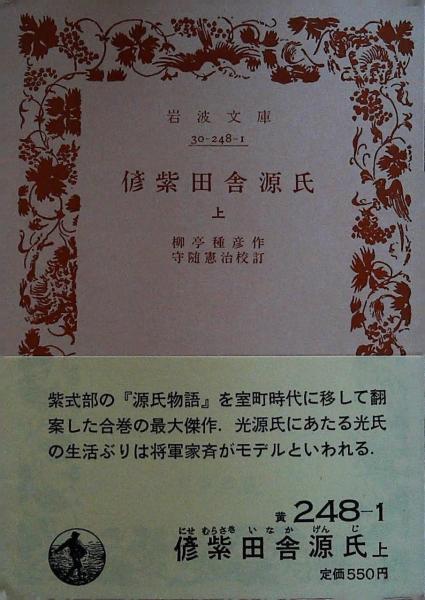 岩波文庫
30-248-1
偐紫田舎源氏
上
柳亭種彦作
守随憲治校訂
紫式部の『源氏物語』を室町時代に移して翻
案した合巻の最大傑作．光源氏にあたる光氏
の生活ぶりは将軍家斉がモデルといわれる.
黄248-1
にせ むらさき いなか げんじ
偐紫田舎源氏上
定価550円